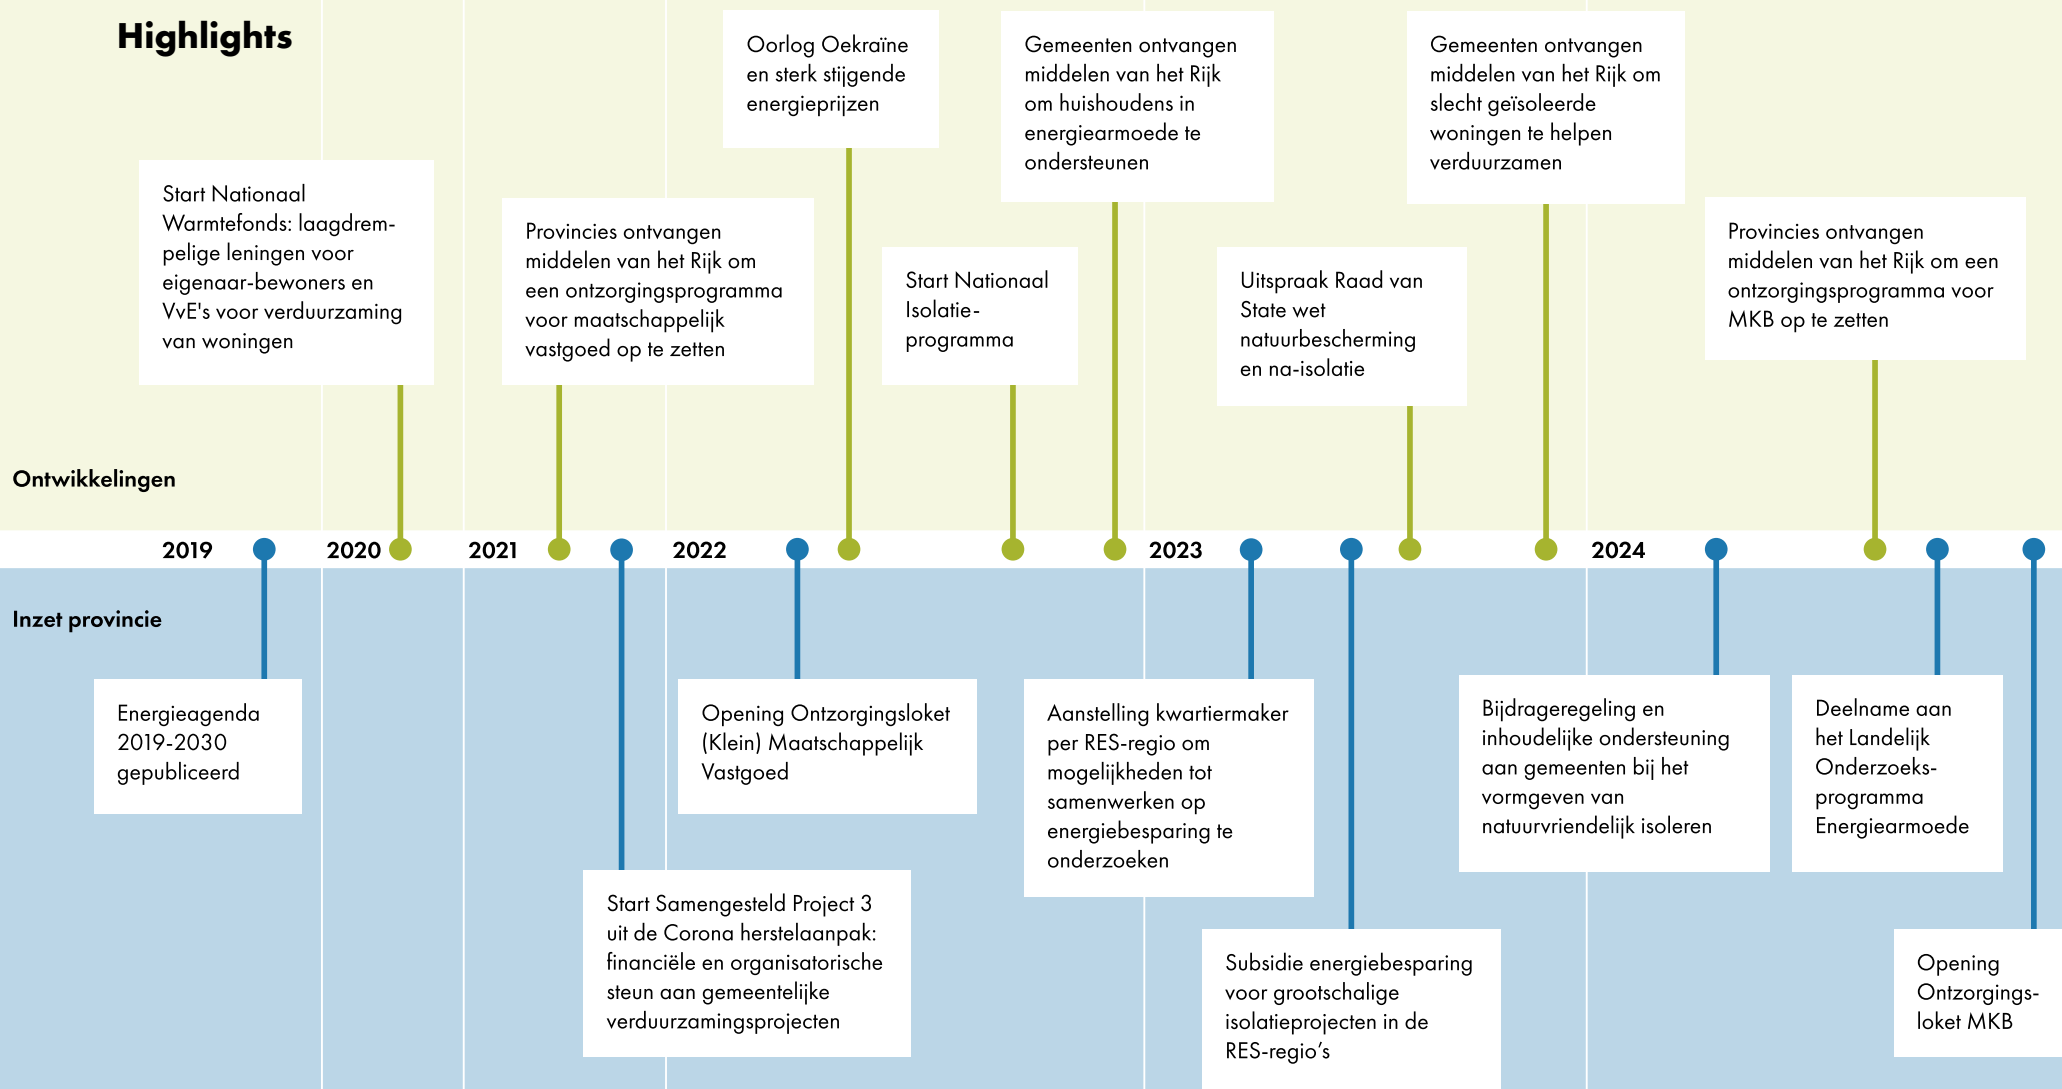 Highlights
Oorlog Oekraïne
en sterk stijgende
energieprijzen
Gemeenten ontvangen
middelen van het Rijk
om huishoudens in
energiearmoede te
ondersteunen
Gemeenten ontvangen
middelen van het Rijk om
slecht geïsoleerde
woningen te helpen
verduurzamen
Start Nationaal
Warmtefonds: laagdrem-
pelige leningen voor
eigenaar-bewoners en
VvE's voor verduurzaming
van woningen
Provincies ontvangen
middelen van het Rijk om
een ontzorgingsprogramma
voor maatschappelijk
vastgoed op te zetten
Start Nationaal
Isolatie-
programma
Uitspraak Raad van
State wet
natuurbescherming
en na-isolatie
Provincies ontvangen
middelen van het Rijk om een
ontzorgingsprogramma voor
MKB op te zetten
Ontwikkelingen
2019 2020 2021 2022 2023 2024
Inzet provincie
Energieagenda
2019-2030
gepubliceerd
Opening Ontzorgingsloket
(Klein) Maatschappelijk
Vastgoed
Aanstelling kwartiermaker
per RES-regio om
mogelijkheden tot
samenwerken op
energiebesparing te
onderzoeken
Bijdrageregeling en
inhoudelijke ondersteuning
aan gemeenten bij het
vormgeven van
natuurvriendelijk isoleren
Deelname aan
het Landelijk
Onderzoeks-
programma
Energiearmoede
Start Samengesteld Project 3
uit de Corona herstelaanpak:
financiële en organisatorische
steun aan gemeentelijke
verduurzamingsprojecten
Subsidie energiebesparing
voor grootschalige
isolatieprojecten in de
RES-regio’s
Opening
Ontzorgings-
loket MKB